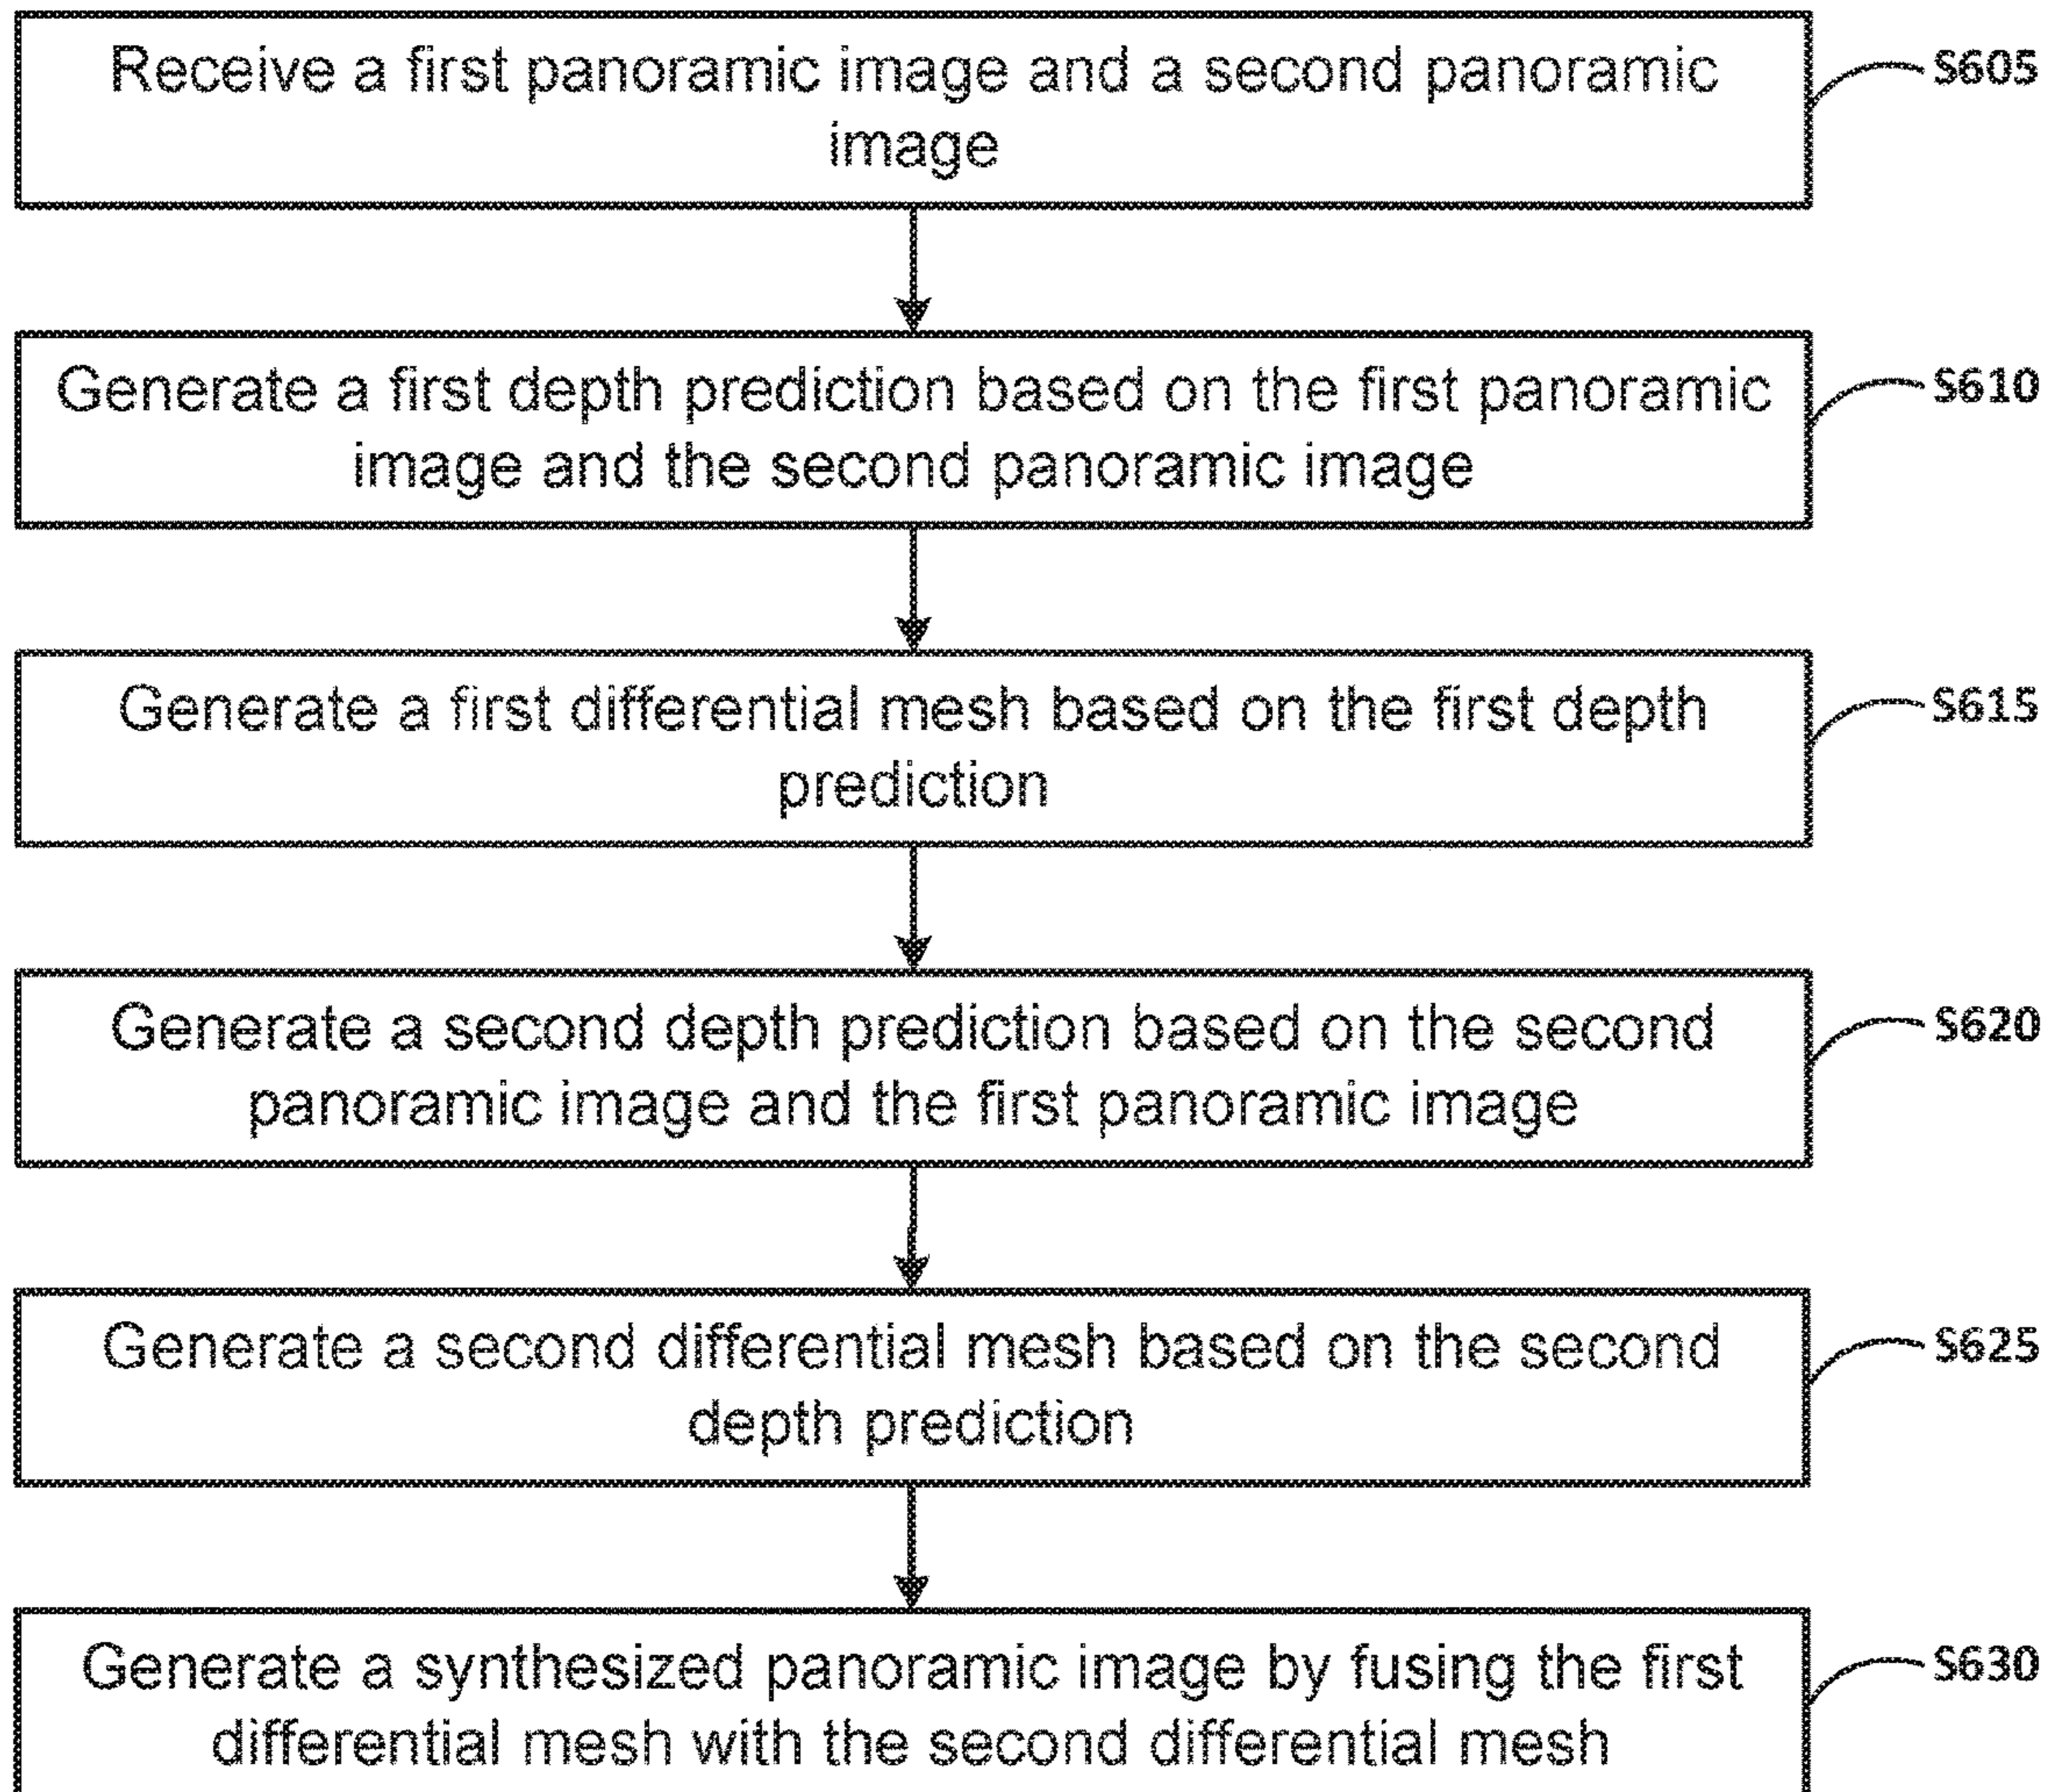 Receive a first panoramic image and a second panoramic
image
S605
Generate a first depth prediction based on the first panoramic
image and the second panoramic image
S610
Generate a first differential mesh based on the first depth
prediction
S615
Generate a second depth prediction based on the second
panoramic image and the first panoramic image
S620
Generate a second differential mesh based on the second
depth prediction
S625
Generate a synthesized panoramic image by fusing the first
differential mesh with the second differential mesh
S630